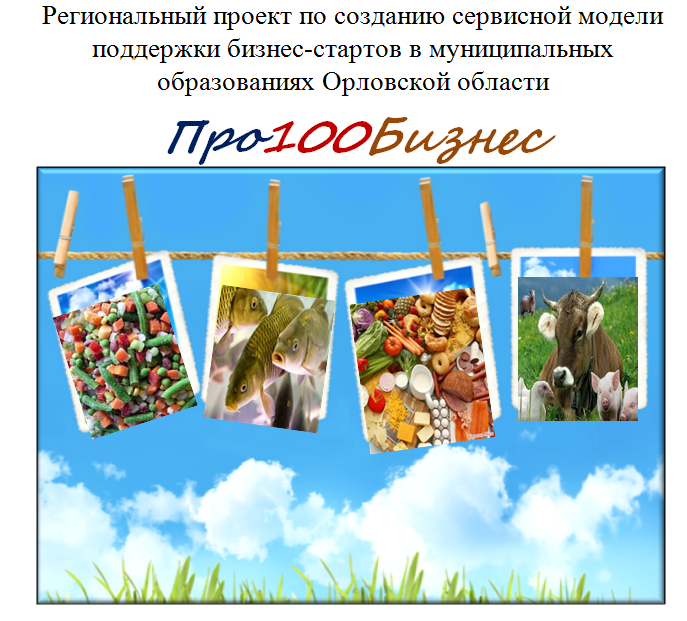 Региональный проект по созданию сервисной модели
поддержки бизнес-стартов в муниципальных
образованиях Орловской области
Про100Бизнес